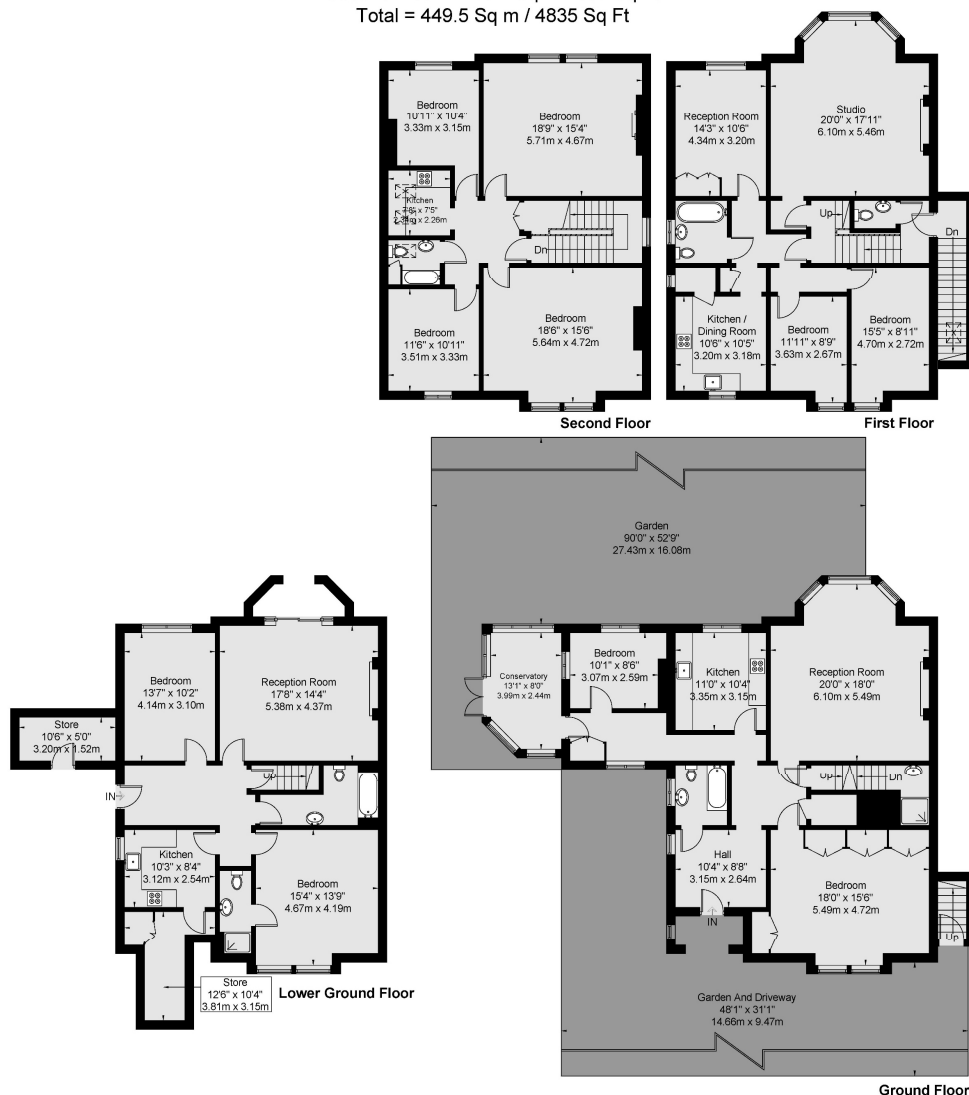 Total = 449.5 Sq m / 4835 Sq Ft
Bedroom
10'11" x 10'4"
3.33m x 3.15m
Bedroom
18'9" x 15'4"
5.71m x 4.67m
Kitchen
7'8" x 7'5"
2.34m x 2.26m
Dn
Bedroom
11'6" x 10'11"
3.51m x 3.33m
Bedroom
18'6" x 15'6"
5.64m x 4.72m
Second Floor
Reception Room
14'3" x 10'6"
4.34m x 3.20m
Studio
20'0" x 17'11"
6.10m x 5.46m
Up
Dn
Kitchen /
Dining Room
10'6" x 10'5"
3.20m x 3.18m
Bedroom
11'11" x 8'9"
3.63m x 2.67m
Bedroom
15'5" x 8'11"
4.70m x 2.72m
First Floor
Garden
90'0" x 52'9"
27.43m x 16.08m
Bedroom
13'7" x 10'2"
4.14m x 3.10m
Reception Room
17'8" x 14'4"
5.38m x 4.37m
Store
10'6" x 5'0"
3.20m x 1.52m
Up
IN
Kitchen
10'3" x 8'4"
3.12m x 2.54m
Bedroom
15'4" x 13'9"
4.67m x 4.19m
Store
12'6" x 10'4"
3.81m x 3.15m
Lower Ground Floor
Conservatory
13'1" x 8'0"
3.99m x 2.44m
Bedroom
10'1" x 8'6"
3.07m x 2.59m
Kitchen
11'0" x 10'4"
3.35m x 3.15m
Reception Room
20'0" x 18'0"
6.10m x 5.49m
Up
Dn
Hall
10'4" x 8'8"
3.15m x 2.64m
IN
Bedroom
18'0" x 15'6"
5.49m x 4.72m
Up
Garden And Driveway
48'1" x 31'1"
14.66m x 9.47m
Ground Floor